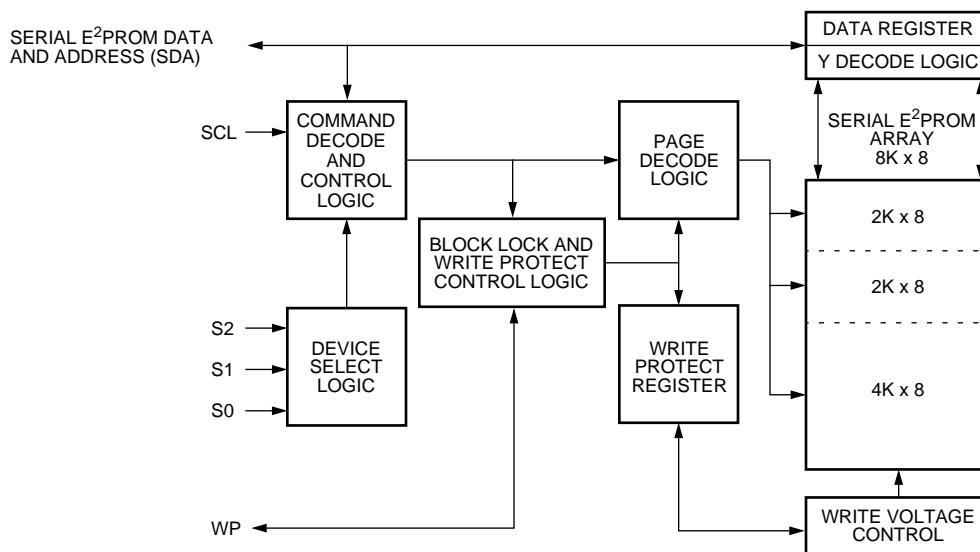 SERIAL E²PROM DATA
AND ADDRESS (SDA)
DATA REGISTER
Y DECODE LOGIC
SCL
COMMAND
DECODE
AND
CONTROL
LOGIC
PAGE
DECODE
LOGIC
SERIAL E²PROM
ARRAY
8K x 8
2K x 8
BLOCK LOCK AND
WRITE PROTECT
CONTROL LOGIC
2K x 8
S2
S1
S0
DEVICE
SELECT
LOGIC
WRITE
PROTECT
REGISTER
4K x 8
WP
WRITE VOLTAGE
CONTROL